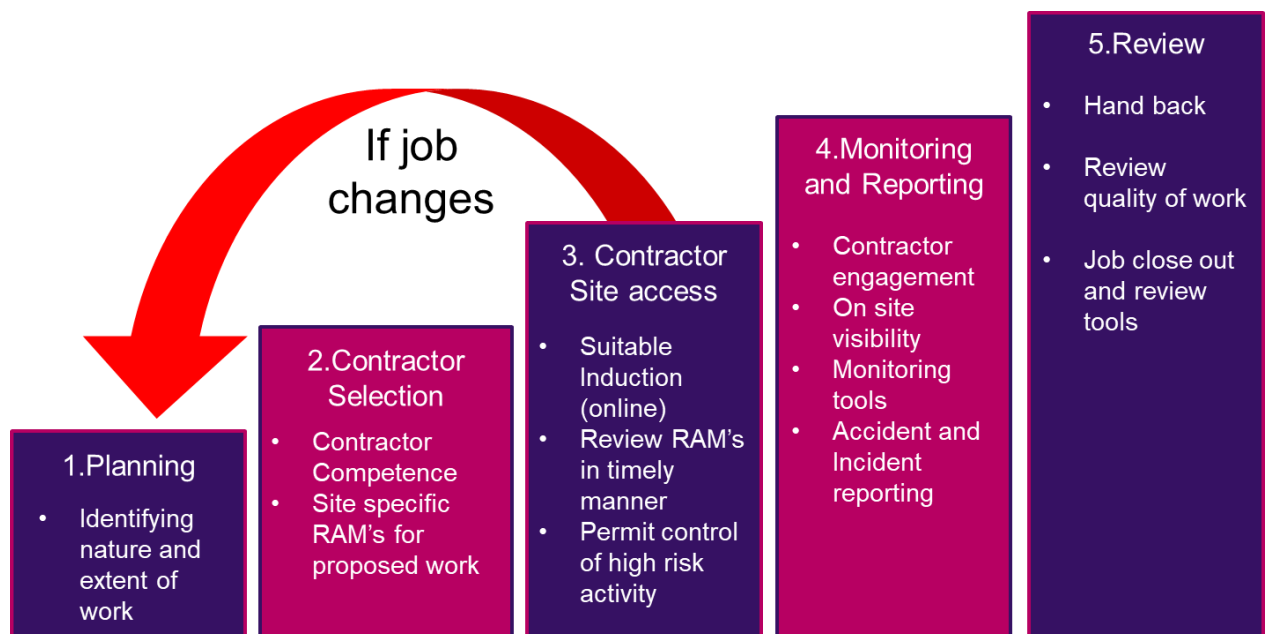 If job
changes
1.Planning
• Identifying
nature and
extent of
work
2.Contractor
Selection
• Contractor
Competence
• Site specific
RAM's for
proposed work
3. Contractor
Site access
• Suitable
Induction
(online)
• Review RAM's
in timely
manner
• Permit control
of high risk
activity
4.Monitoring
and Reporting
• Contractor
engagement
• On site
visibility
• Monitoring
tools
• Accident and
Incident
reporting
5.Review
• Hand back
• Review
quality of work
• Job close out
and review
tools